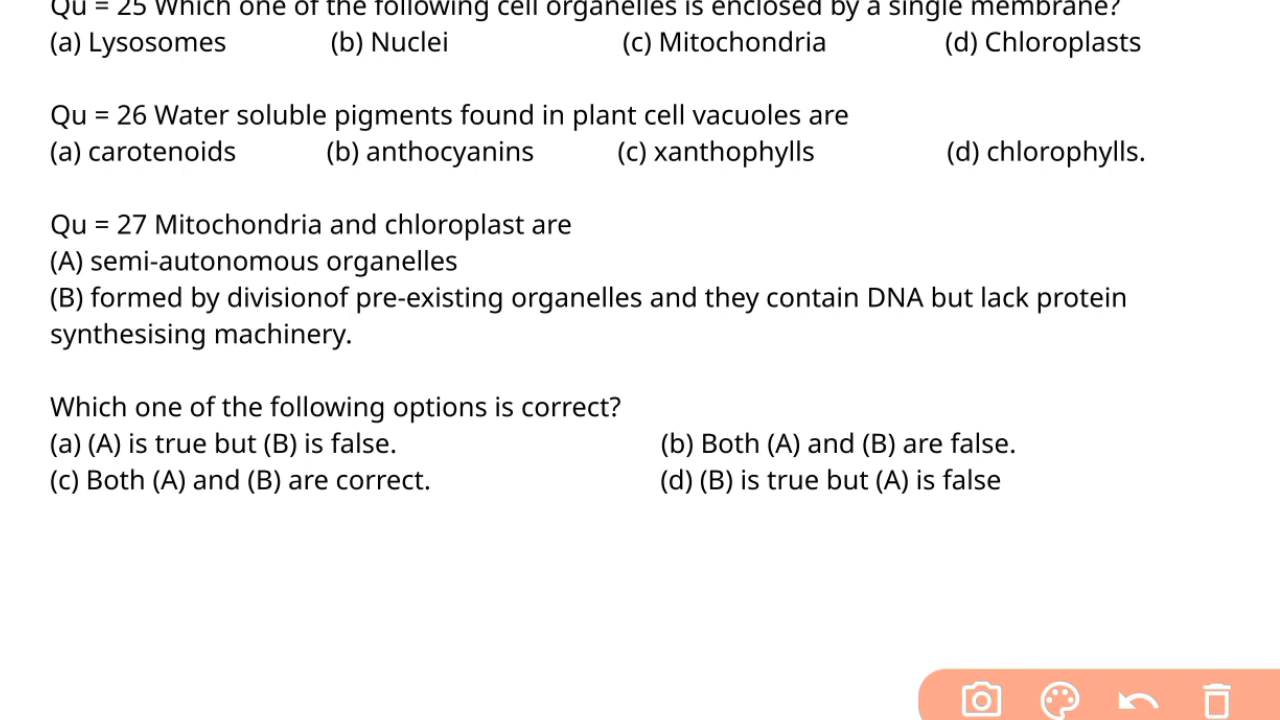 Qu = 25 Which one of the following cell organelles is enclosed by a single membrane?
(a) Lysosomes (b) Nuclei (c) Mitochondria (d) Chloroplasts
Qu = 26 Water soluble pigments found in plant cell vacuoles are
(a) carotenoids (b) anthocyanins (c) xanthophylls (d) chlorophylls.
Qu = 27 Mitochondria and chloroplast are
(A) semi-autonomous organelles
(B) formed by divisionof pre-existing organelles and they contain DNA but lack protein
synthesising machinery.
Which one of the following options is correct?
(a) (A) is true but (B) is false. (b) Both (A) and (B) are false.
(c) Both (A) and (B) are correct. (d) (B) is true but (A) is false